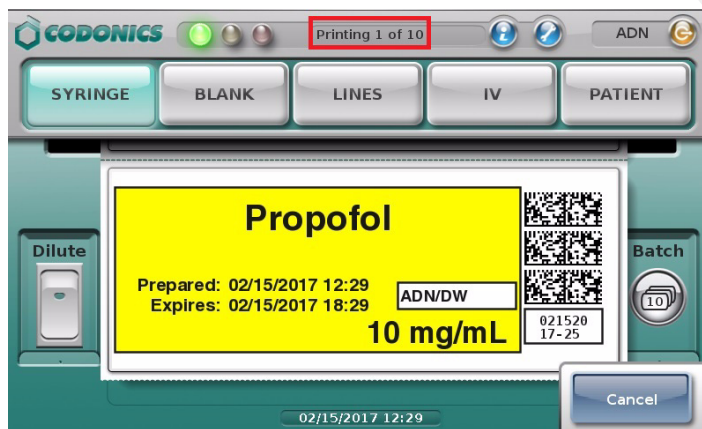 CODONICS
Printing 1 of 10
ADN
SYRINGE
BLANK
LINES
IV
PATIENT
Propofol
Dilute
Batch
Prepared: 02/15/2017 12:29
Expires: 02/15/2017 18:29
ADN/DW
10
10 mg/mL
021520
17-25
Cancel
02/15/2017 12:29